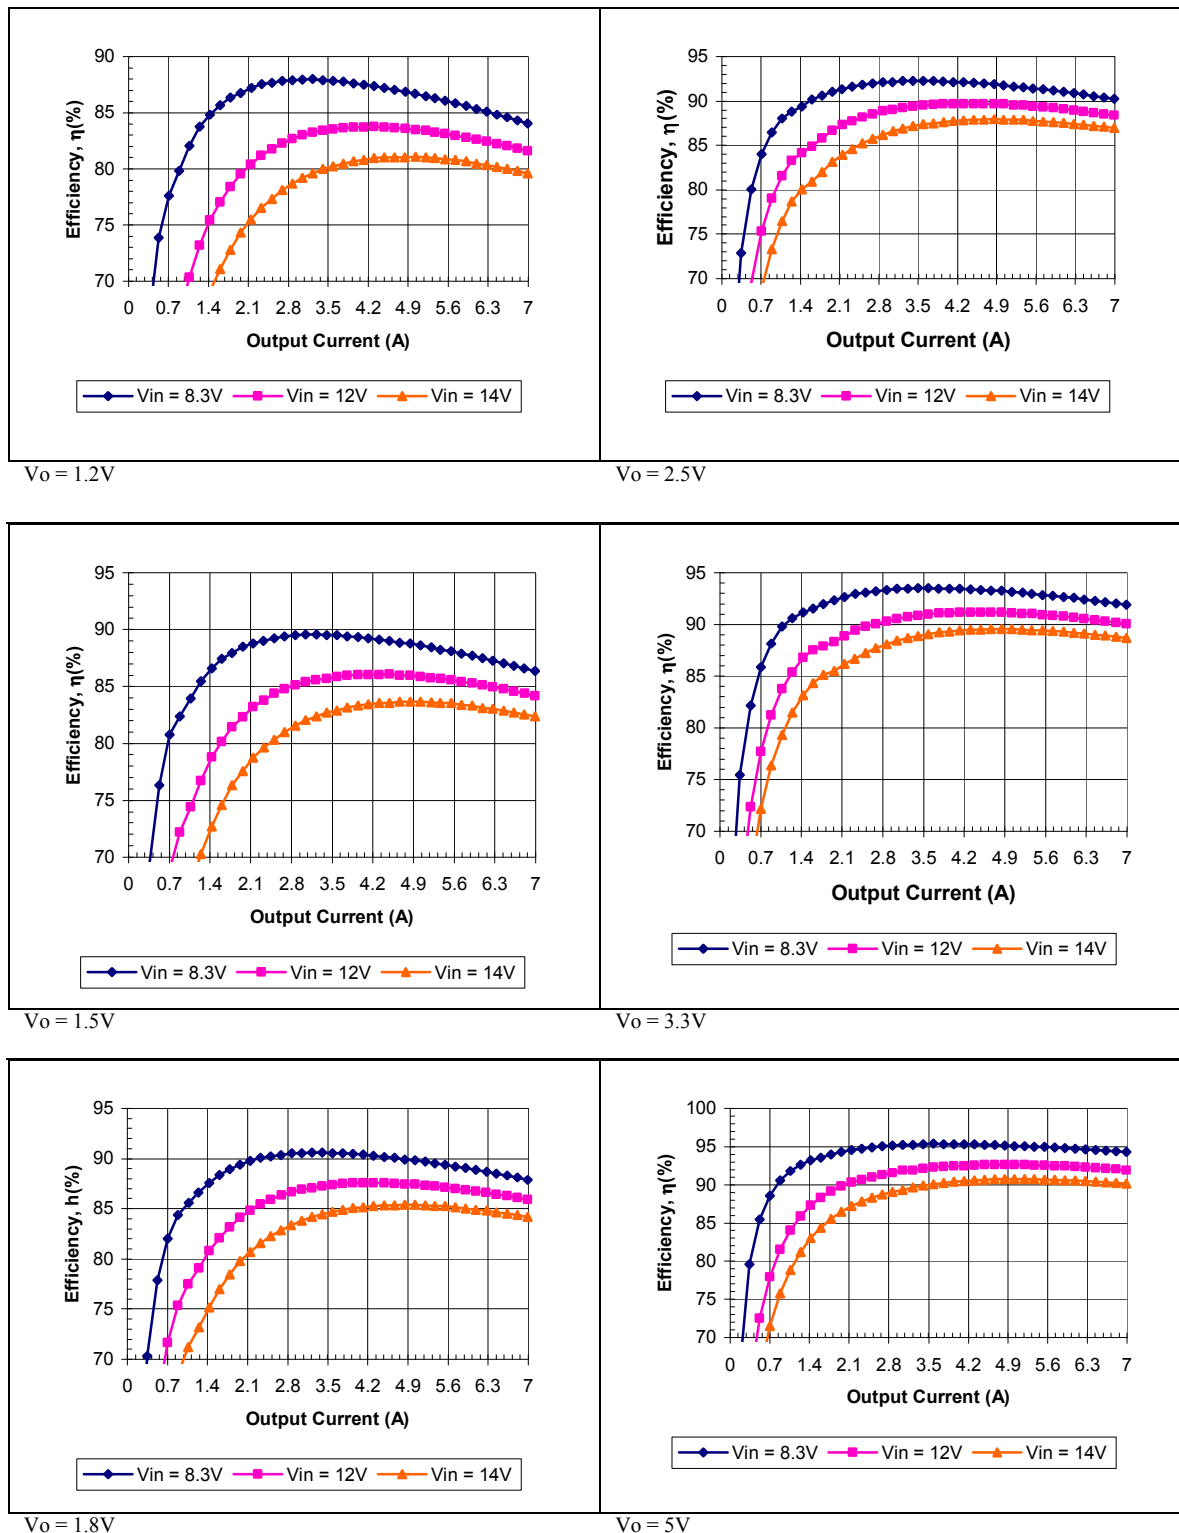 90
85
80
75
70
Efficiency, η(%)
0 0.7 1.4 2.1 2.8 3.5 4.2 4.9 5.6 6.3 7
Output Current (A)
Vin = 8.3V Vin = 12V Vin = 14V
Vo = 1.2V
95
90
85
80
75
70
Efficiency, η(%)
0 0.7 1.4 2.1 2.8 3.5 4.2 4.9 5.6 6.3 7
Output Current (A)
Vin = 8.3V Vin = 12V Vin = 14V
Vo = 2.5V
95
90
85
80
75
70
Efficiency, η(%)
0 0.7 1.4 2.1 2.8 3.5 4.2 4.9 5.6 6.3 7
Output Current (A)
Vin = 8.3V Vin = 12V Vin = 14V
Vo = 1.5V
95
90
85
80
75
70
Efficiency, η(%)
0 0.7 1.4 2.1 2.8 3.5 4.2 4.9 5.6 6.3 7
Output Current (A)
Vin = 8.3V Vin = 12V Vin = 14V
Vo = 3.3V
95
90
85
80
75
70
Efficiency, h(%)
0 0.7 1.4 2.1 2.8 3.5 4.2 4.9 5.6 6.3 7
Output Current (A)
Vin = 8.3V Vin = 12V Vin = 14V
Vo = 1.8V
100
95
90
85
80
75
70
Efficiency, η(%)
0 0.7 1.4 2.1 2.8 3.5 4.2 4.9 5.6 6.3 7
Output Current (A)
Vin = 8.3V Vin = 12V Vin = 14V
Vo = 5V